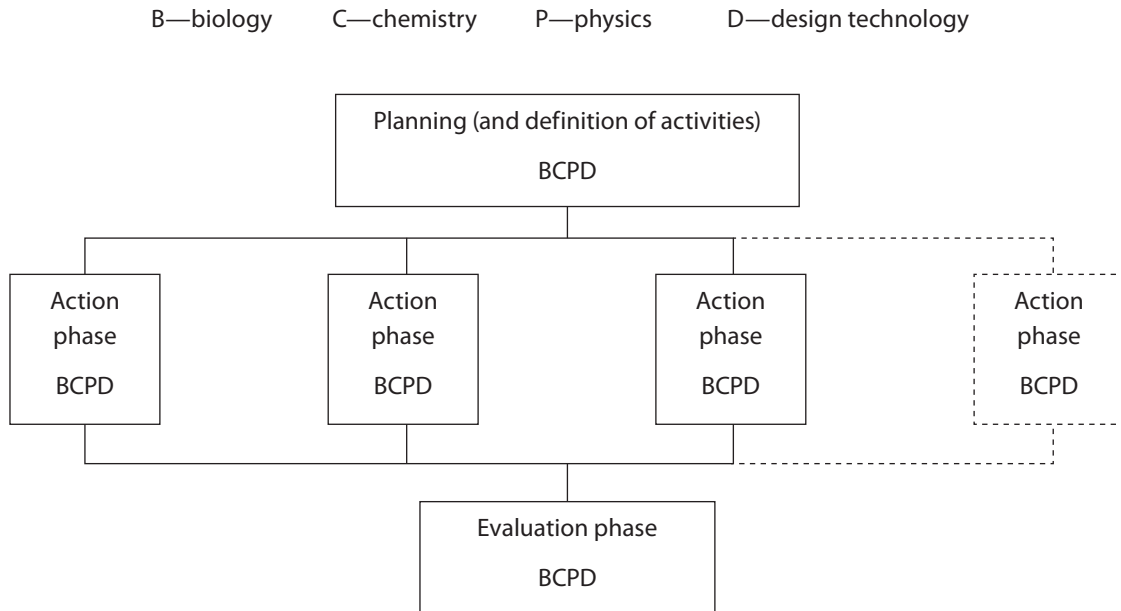 B—biology C—chemistry P—physics D—design technology
Planning (and definition of activities)
BCPD
Action
phase
BCPD
Action
phase
BCPD
Action
phase
BCPD
Action
phase
BCPD
Evaluation phase
BCPD